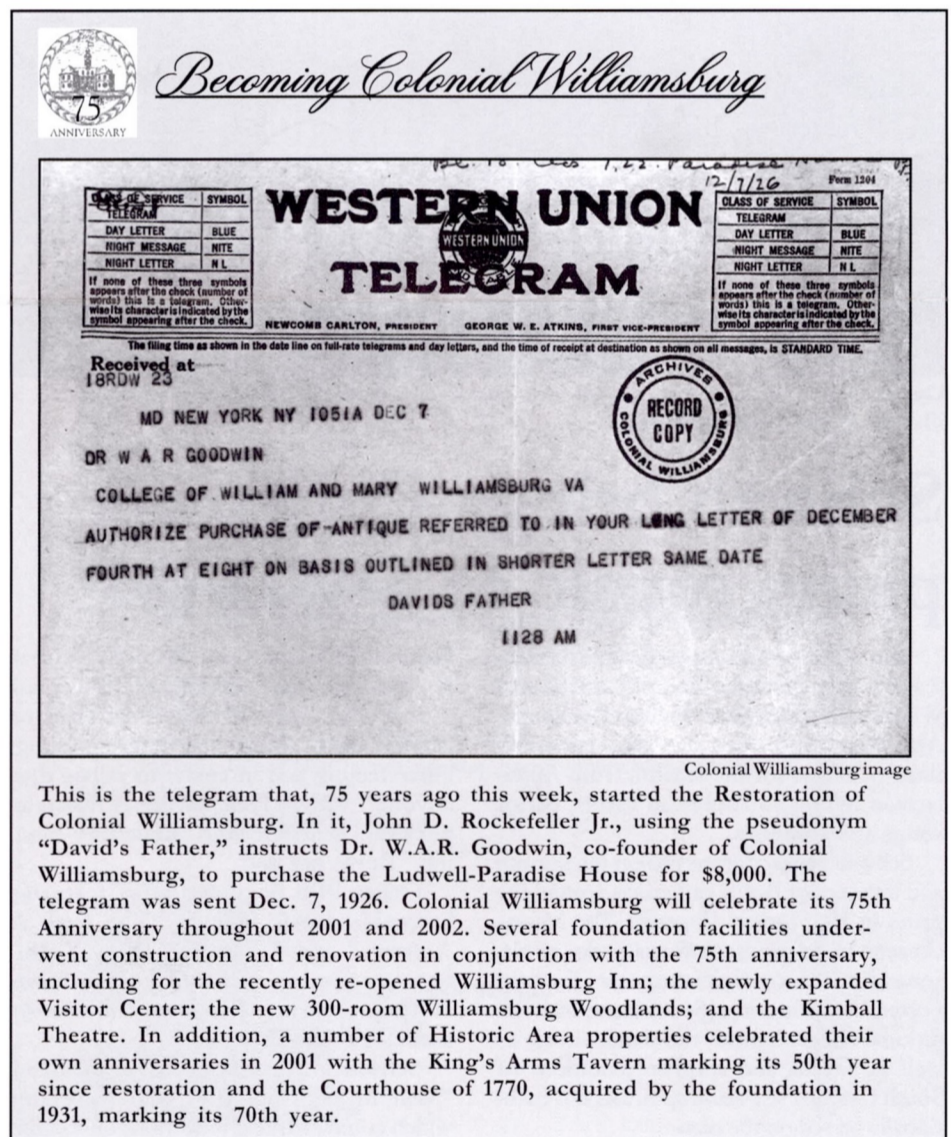 75
ANNIVERSARY
Becoming Colonial Williamsburg
Paradise
12/7/26
Form 1204
CLASS OF SERVICE SYMBOL
TELEGRAM
DAY LETTER BLUE
NIGHT MESSAGE NITE
NIGHT LETTER N L
If none of these three symbols
appears after the check (number of
words) this is a telegram. Other-
wise its character is indicated by the
symbol appearing after the check.
WESTERN UNION
WESTERN UNION
TELEGRAM
NEWCOMB CARLTON, PRESIDENT GEORGE W. E. ATKINS, FIRST VICE-PRESIDENT
CLASS OF SERVICE SYMBOL
TELEGRAM
DAY LETTER BLUE
NIGHT MESSAGE NITE
NIGHT LETTER N L
If none of these three symbols
appears after the check (number of
words) this is a telegram. Other-
wise its character is indicated by the
symbol appearing after the check.
The filing time as shown in the date line on full-rate telegrams and day letters, and the time of receipt at destination as shown on all messages, is STANDARD TIME.
Received at
18RDW 23
ARCHIVES
RECORD
COPY
COLONIAL WILLIAMSBURG
MD NEW YORK NY 1051A DEC 7
DR W A R GOODWIN
COLLEGE OF WILLIAM AND MARY WILLIAMSBURG VA
AUTHORIZE PURCHASE OF ANTIQUE REFERRED TO IN YOUR LONG LETTER OF DECEMBER
FOURTH AT EIGHT ON BASIS OUTLINED IN SHORTER LETTER SAME DATE
DAVIDS FATHER
1128 AM
Colonial Williamsburg image
This is the telegram that, 75 years ago this week, started the Restoration of
Colonial Williamsburg. In it, John D. Rockefeller Jr., using the pseudonym
“David’s Father,” instructs Dr. W.A.R. Goodwin, co-founder of Colonial
Williamsburg, to purchase the Ludwell-Paradise House for $8,000. The
telegram was sent Dec. 7, 1926. Colonial Williamsburg will celebrate its 75th
Anniversary throughout 2001 and 2002. Several foundation facilities under-
went construction and renovation in conjunction with the 75th anniversary,
including for the recently re-opened Williamsburg Inn; the newly expanded
Visitor Center; the new 300-room Williamsburg Woodlands; and the Kimball
Theatre. In addition, a number of Historic Area properties celebrated their
own anniversaries in 2001 with the King’s Arms Tavern marking its 50th year
since restoration and the Courthouse of 1770, acquired by the foundation in
1931, marking its 70th year.